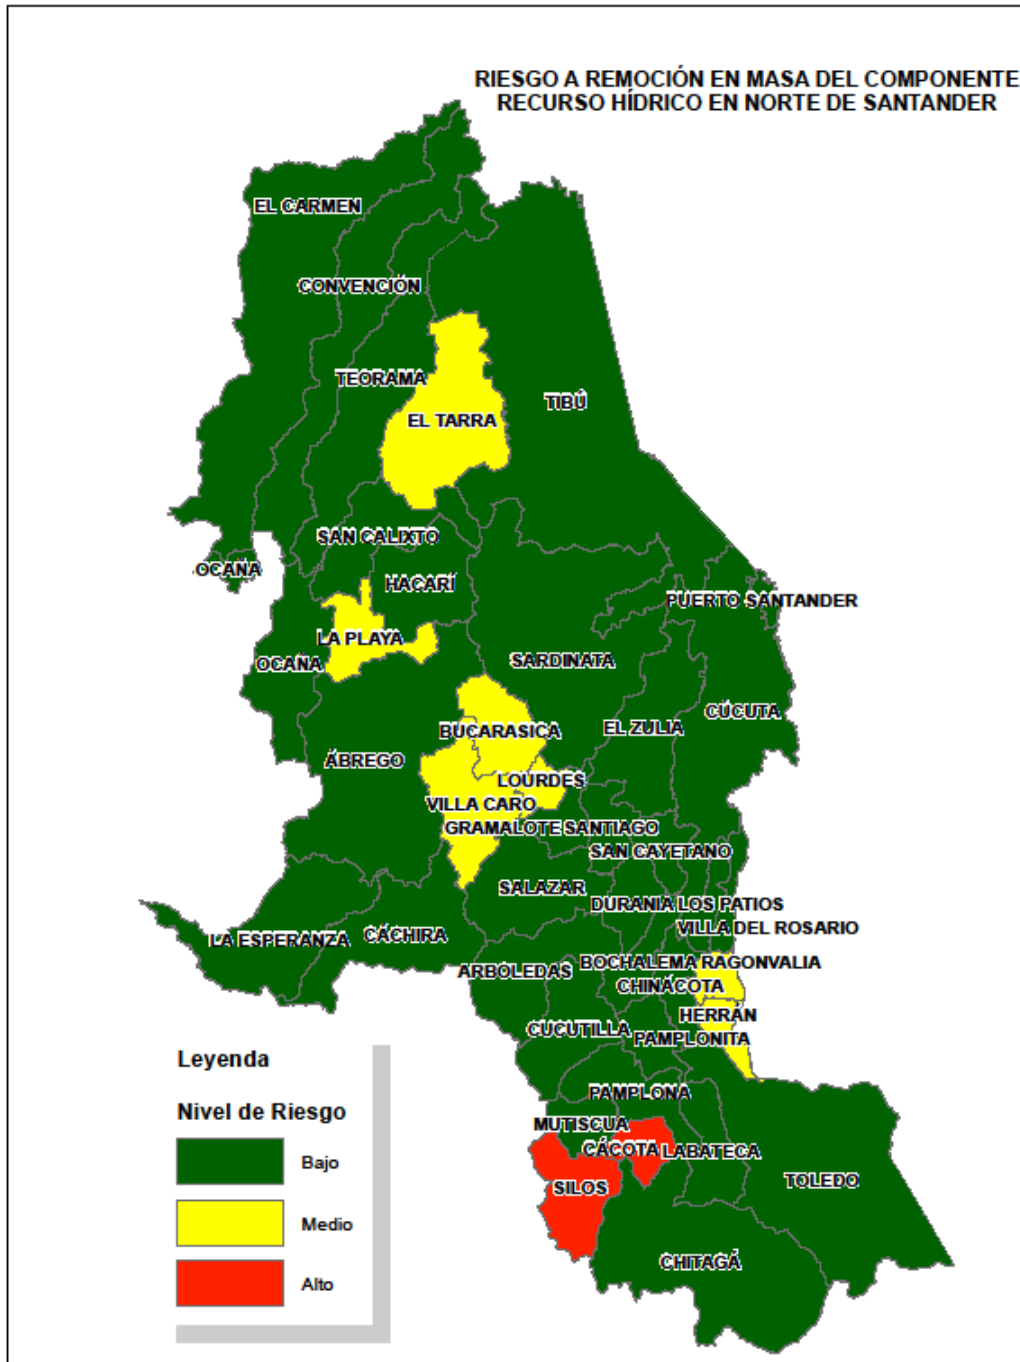 RIESGO A REMOCIÓN EN MASA DEL COMPONENTE
RECURSO HÍDRICO EN NORTE DE SANTANDER
EL CARMEN
CONVENCIÓN
TEORAMA
TIBÚ
EL TARRA
SAN CALIXTO
OCAÑA
HACARÍ
PUERTO SANTANDER
LA PLAYA
OCAÑA
SARDINATA
CÚCUTA
EL ZULIA
BUCARASICA
ÁBREGO
LOURDES
VILLA CARO
GRAMALOTE SANTIAGO
SAN CAYETANO
SALAZAR
DURANIA LOS PATIOS
VILLA DEL ROSARIO
LA ESPERANZA
CÁCHIRA
BOCHALEMA RAGONVALIA
ARBOLEDAS
CHINÁCOTA
HERRÁN
CUCUTILLA
PAMPLONITA
PAMPLONA
MUTISCUA
CÁCOTA
LABATECA
TOLEDO
SILOS
CHITAGÁ
Leyenda
Nivel de Riesgo
Bajo
Medio
Alto